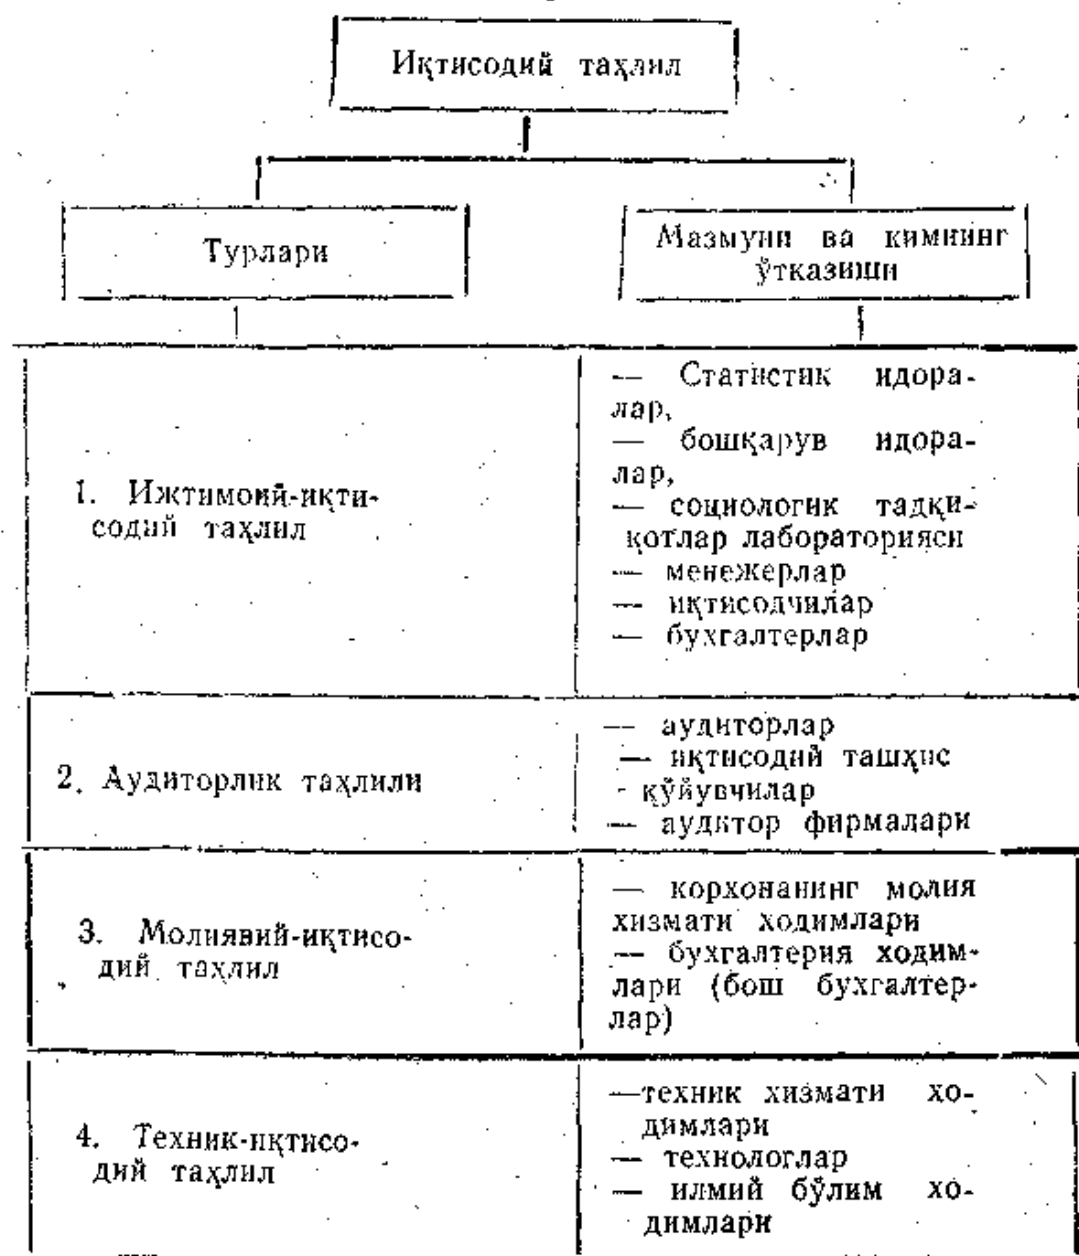 Иқтисодий таҳлил
Турлари
Мазмуни ва кимнинг
ўтказиши
1. Ижтимоий-иқти-
содий таҳлил
— Статистик идора-
лар,
— бошқарув идора-
лар,
— социологик тадқи-
қотлар лабораторияси
— менежерлар
— иқтисодчилар
— бухгалтерлар
2. Аудиторлик таҳлили
— аудиторлар
— иқтисодий ташҳис
қўйувчилар
— аудитор фирмалари
3. Молиявий-иқтисо-
дий таҳлил
— корхонанинг молия
хизмати ходимлари
— бухгалтерия ходим-
лари (бош бухгалтер-
лар)
4. Техник-иқтисо-
дий таҳлил
—техник хизмати хо-
димлари
— технологлар
— илмий бўлим хо-
димлари